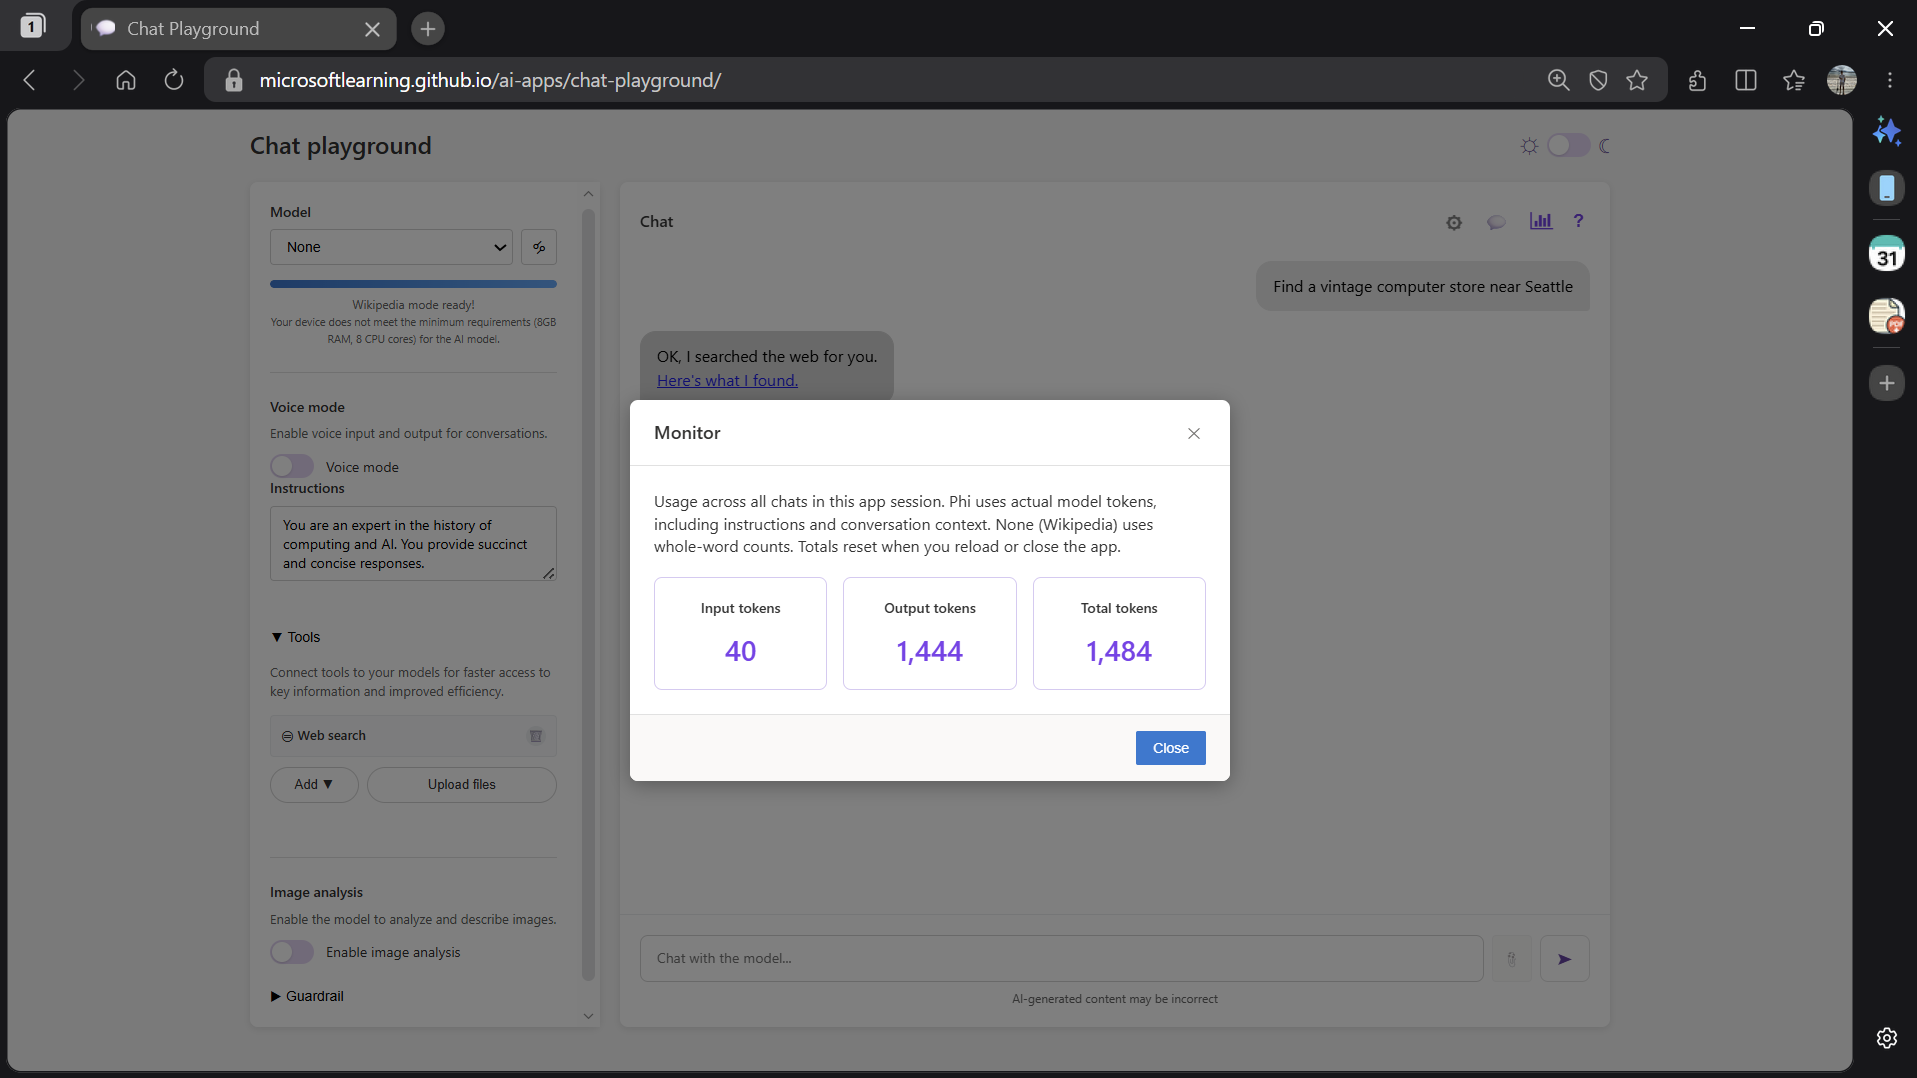 1
Chat Playground
microsoftlearning.github.io/ai-apps/chat-playground/
31
PDF
Chat playground
Model
None
Wikipedia mode ready!
Your device does not meet the minimum requirements (8GB
RAM, 8 CPU cores) for the AI model.
Voice mode
Enable voice input and output for conversations.
Voice mode
Instructions
You are an expert in the history of
computing and AI. You provide succinct
and concise responses.
▼ Tools
Connect tools to your models for faster access to
key information and improved efficiency.
Web search
Add ▼
Upload files
Image analysis
Enable the model to analyze and describe images.
Enable image analysis
▶ Guardrail
Chat
?
Find a vintage computer store near Seattle
OK, I searched the web for you.
Here's what I found.
Monitor
Usage across all chats in this app session. Phi uses actual model tokens,
including instructions and conversation context. None (Wikipedia) uses
whole-word counts. Totals reset when you reload or close the app.
Input tokens
40
Output tokens
1,444
Total tokens
1,484
Close
Chat with the model...
AI-generated content may be incorrect